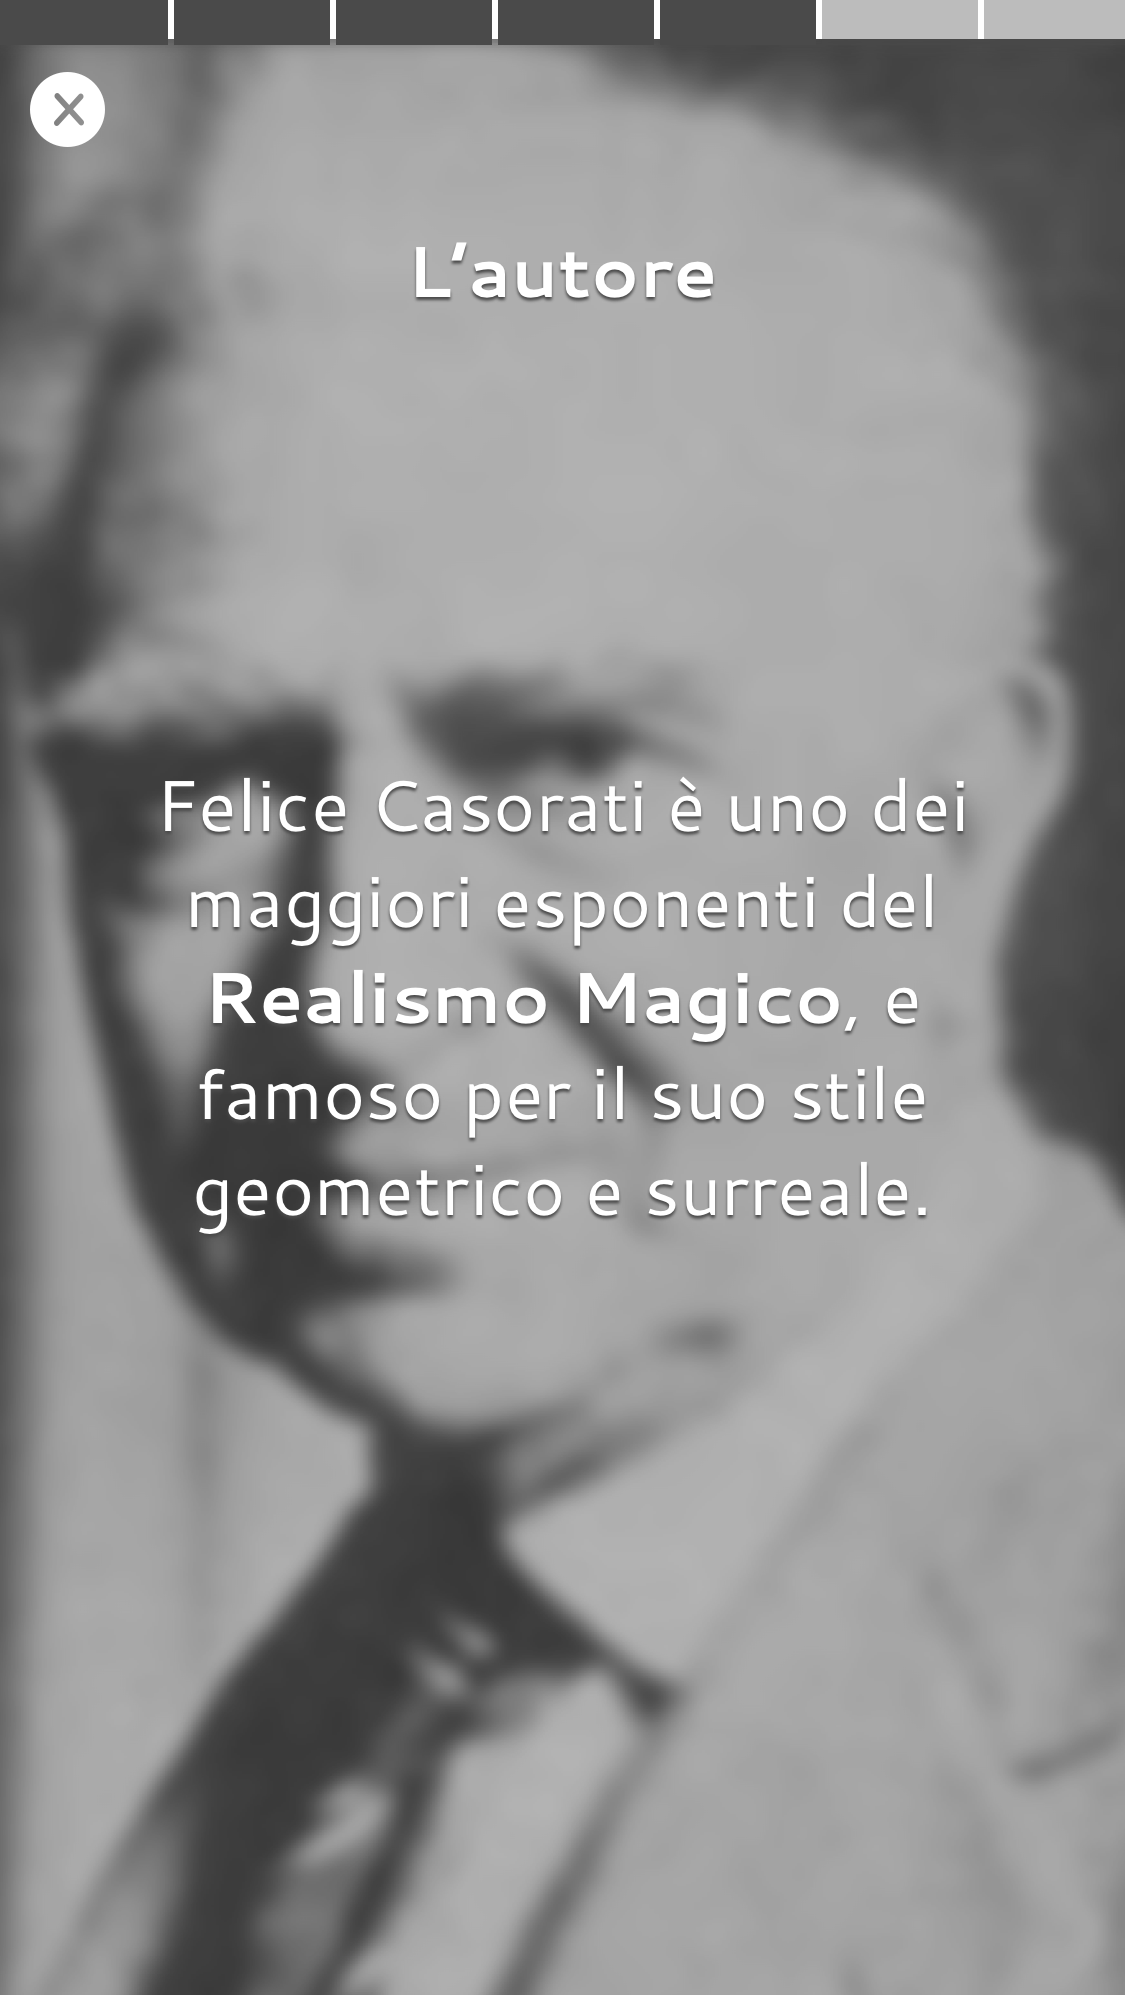 L’autore
Felice Casorati è uno dei
maggiori esponenti del
Realismo Magico, e
famoso per il suo stile
geometrico e surreale.